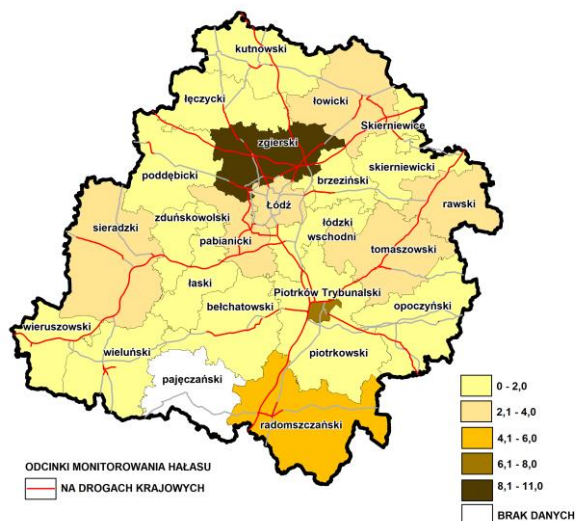 kutnowski
łęczycki
łowicki
Skierniewice
zgierski
skierniewicki
poddębicki
brzeziński
rawski
Łódź
sieradzki
zduńskowolski
łódzki
wschodni
pabianicki
tomaszowski
łaski
Piotrków Trybunalski
bełchatowski
opoczyński
wieruszowski
wieluński
piotrkowski
pajęczański
radomszczański
0 - 2,0
2,1 - 4,0
4,1 - 6,0
6,1 - 8,0
8,1 - 11,0
BRAK DANYCH
ODCINKI MONITOROWANIA HAŁASU
NA DROGACH KRAJOWYCH